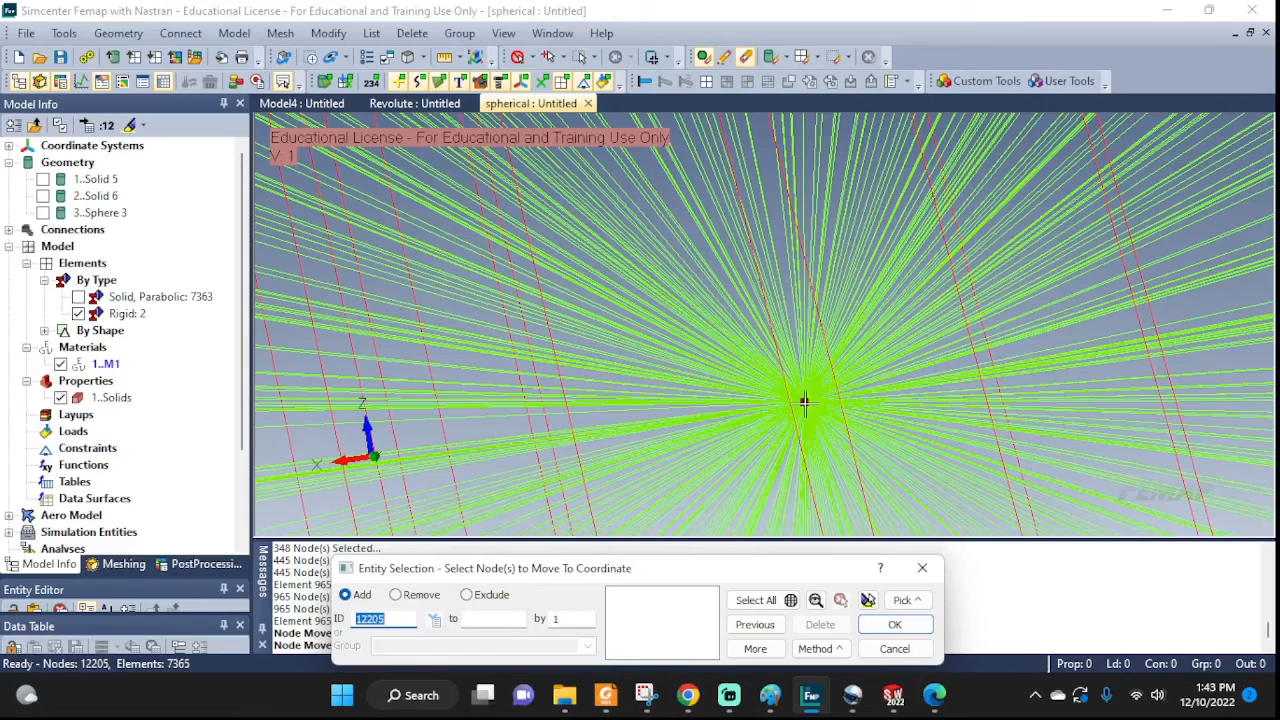 Simcenter Femap with Nastran - Educational License - For Educational and Training Use Only - [spherical : Untitled]
File Tools Geometry Connect Model Mesh Modify List Delete Group View Window Help
234 Custom Tools User Tools
Model Info
Model4 : Untitled Revolute : Untitled spherical : Untitled
:12
Educational License - For Educational and Training Use Only
V: 1
Coordinate Systems
Geometry
1..Solid 5
2..Solid 6
3..Sphere 3
Connections
Model
Elements
By Type
Solid, Parabolic: 7363
Rigid: 2
By Shape
Materials
1..M1
Properties
1..Solids
Layups
Loads
Constraints
Functions
Tables
Data Surfaces
Aero Model
Simulation Entities
Analyses
Z
X
FEMAP
Model Info Meshing PostProcessing...
Entity Editor
Data Table
Messages
348 Node(s) Selected...
445 Node(s)
445 Node(s)
Element 965
965 Node(s)
965 Node(s)
Element 965
Node Move
Node Move
Entity Selection - Select Node(s) to Move To Coordinate
Add Remove Exclude
ID 12205 to by 1
or
Group
Select All Pick ^
Previous Delete OK
More Method ^ Cancel
Ready - Nodes: 12205, Elements: 7365
Prop: 0 Ld: 0 Con: 0 Grp: 0 Out: 0
Search
1:43 PM
12/10/2022
2